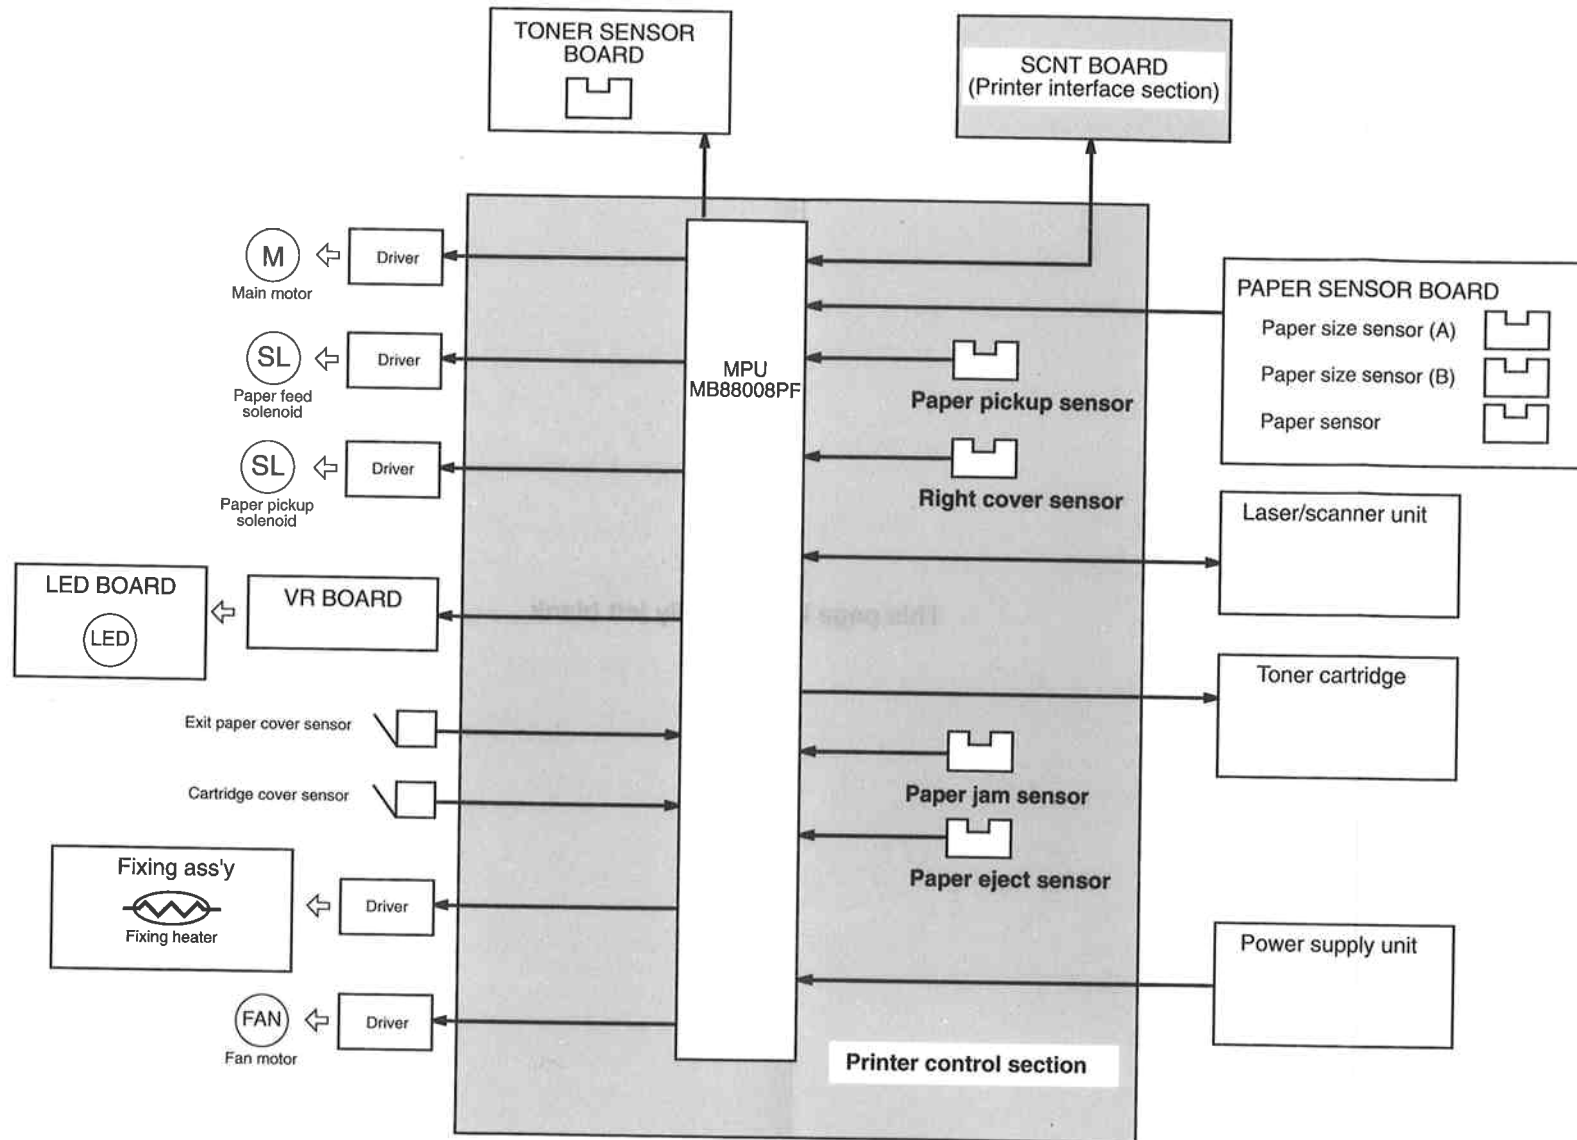 TONER SENSOR
BOARD
SCNT BOARD
(Printer interface section)
M
Driver
Main motor
PAPER SENSOR BOARD
Paper size sensor (A)
Paper size sensor (B)
Paper sensor
SL
Driver
Paper feed
solenoid
MPU
MB88008PF
Paper pickup sensor
SL
Driver
Paper pickup
solenoid
Right cover sensor
Laser/scanner unit
LED BOARD
LED
VR BOARD
Toner cartridge
Exit paper cover sensor
Cartridge cover sensor
Paper jam sensor
Paper eject sensor
Fixing ass'y
Fixing heater
Driver
Power supply unit
FAN
Driver
Fan motor
Printer control section